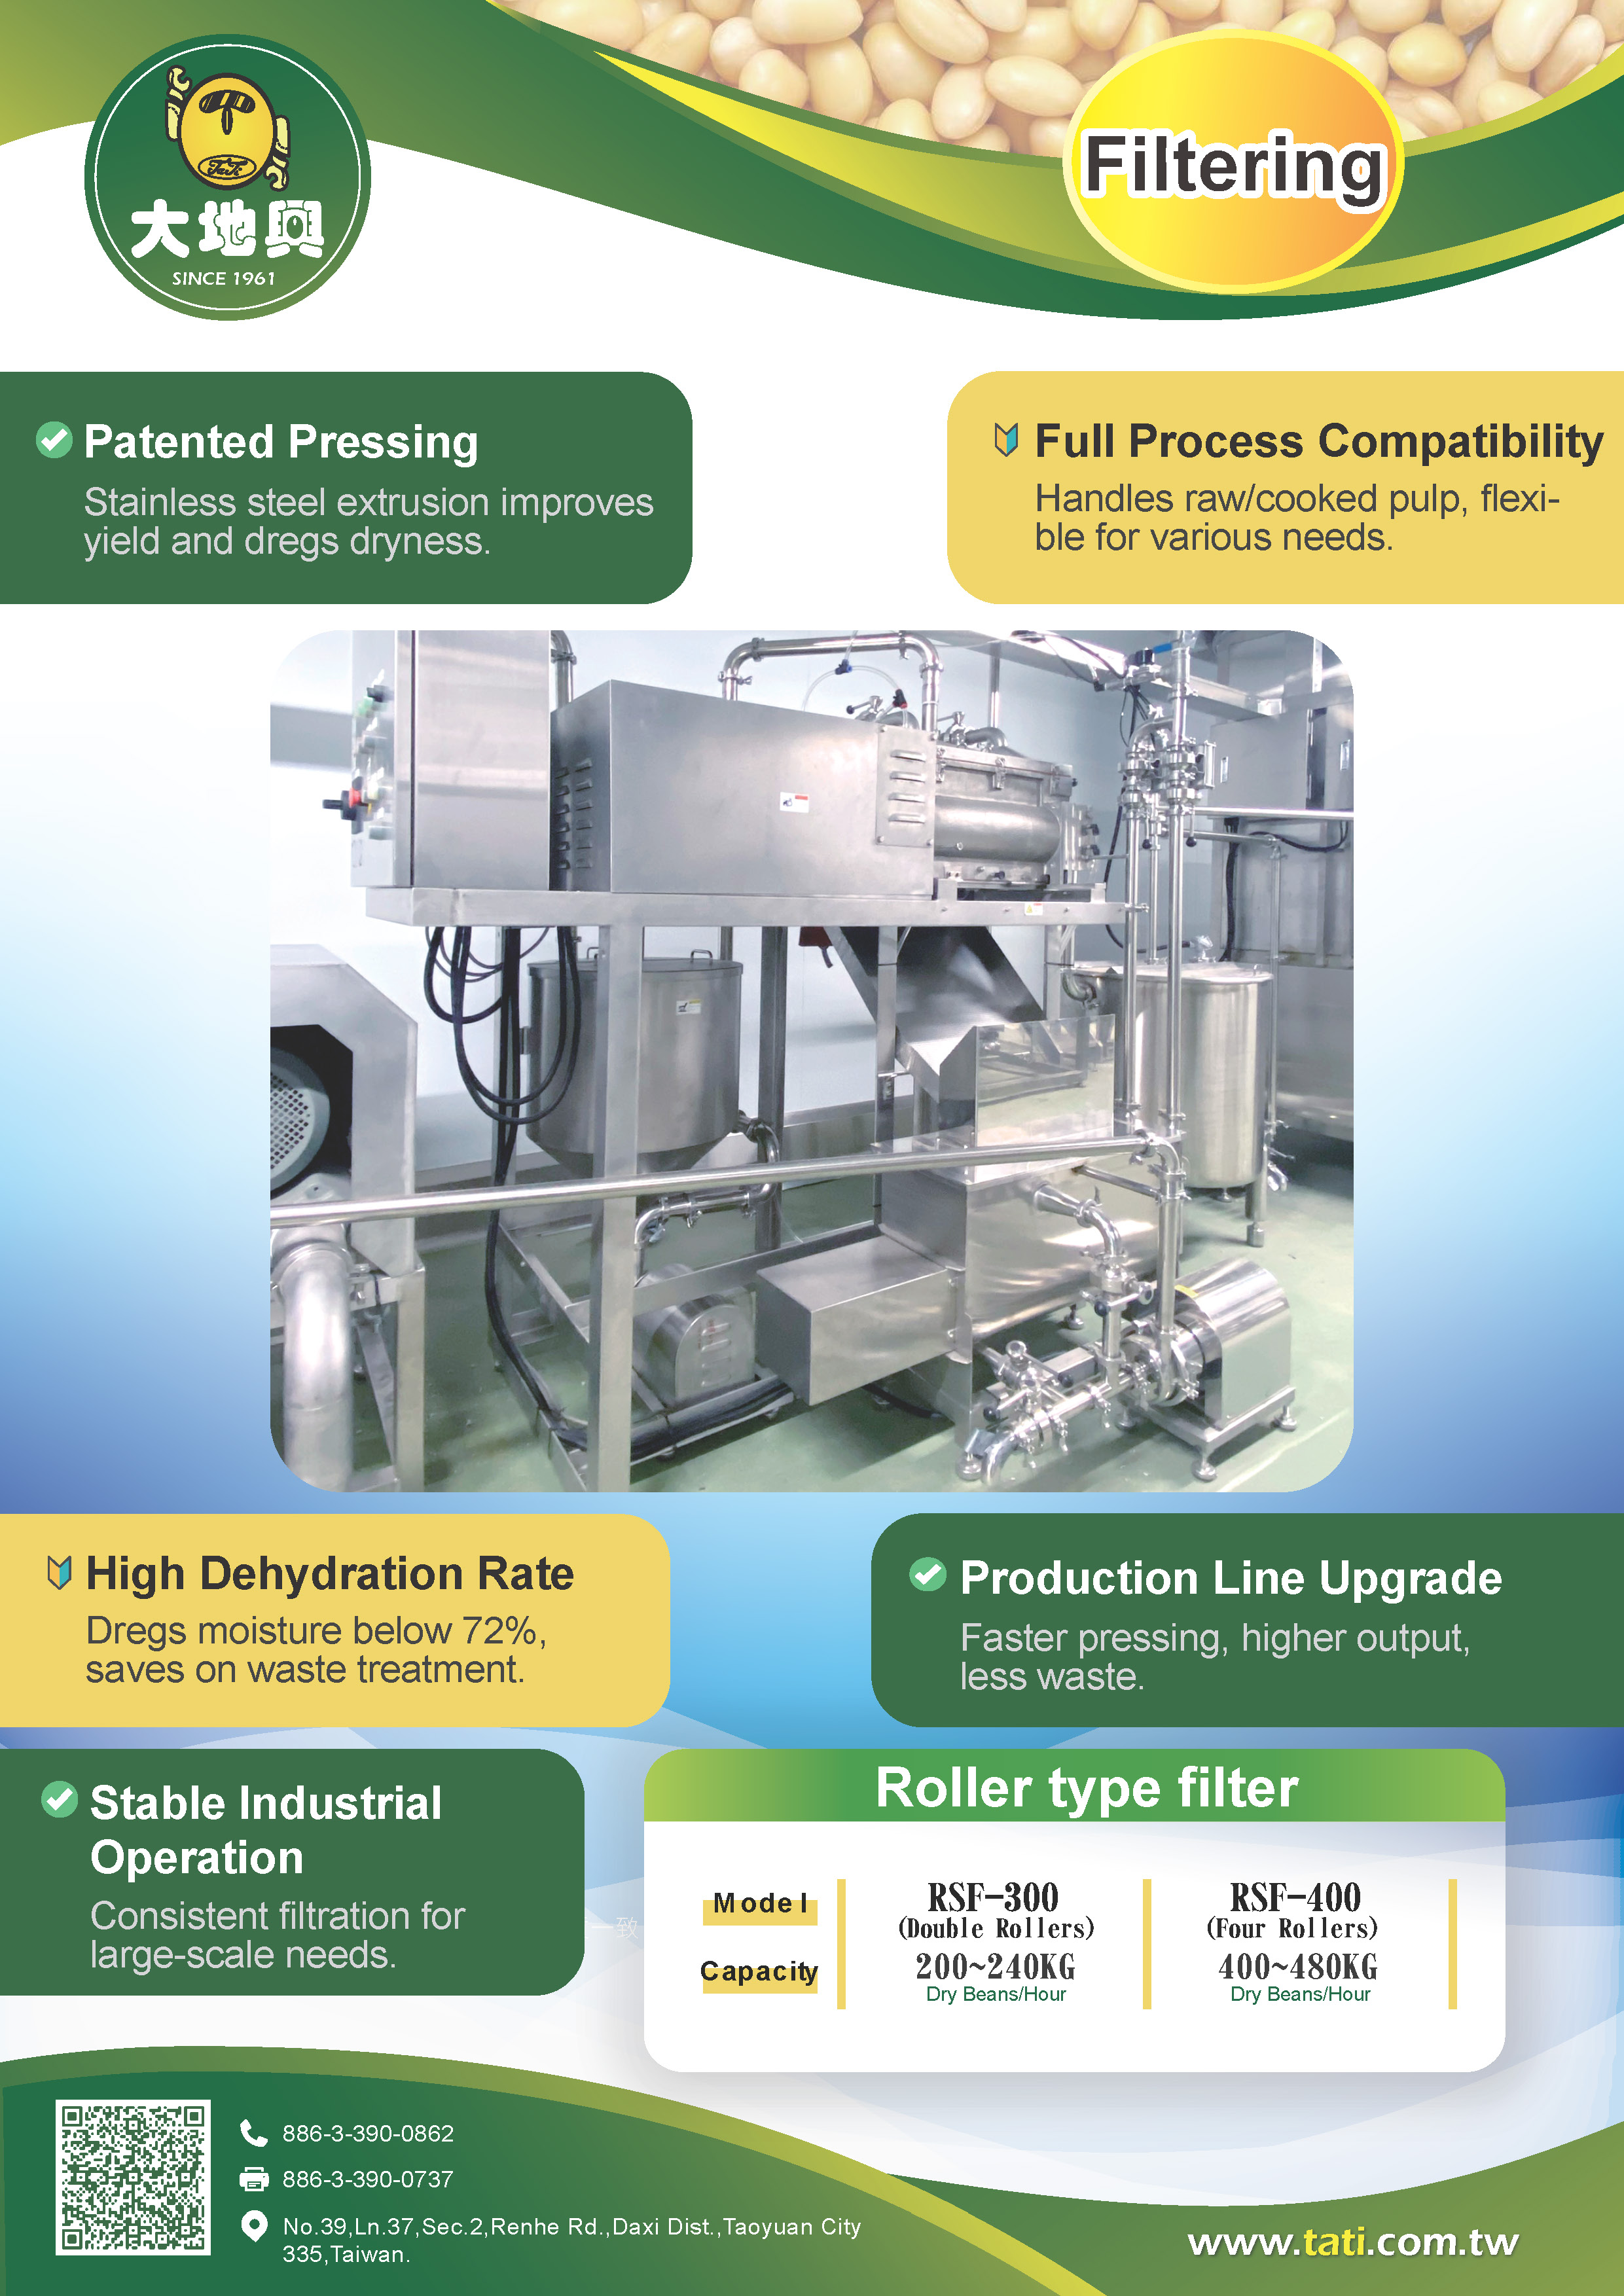 TaTi
大地興
SINCE 1961
Filtering
Patented Pressing
Stainless steel extrusion improves
yield and dregs dryness.
Full Process Compatibility
Handles raw/cooked pulp, flexi-
ble for various needs.
High Dehydration Rate
Dregs moisture below 72%,
saves on waste treatment.
Production Line Upgrade
Faster pressing, higher output,
less waste.
Stable Industrial
Operation
Consistent filtration for
large-scale needs.
一致
Roller type filter
Model
RSF-300
(Double Rollers)
RSF-400
(Four Rollers)
Capacity
200~240KG
Dry Beans/Hour
400~480KG
Dry Beans/Hour
886-3-390-0862
886-3-390-0737
No.39,Ln.37,Sec.2,Renhe Rd.,Daxi Dist.,Taoyuan City
335,Taiwan.
www.tati.com.tw